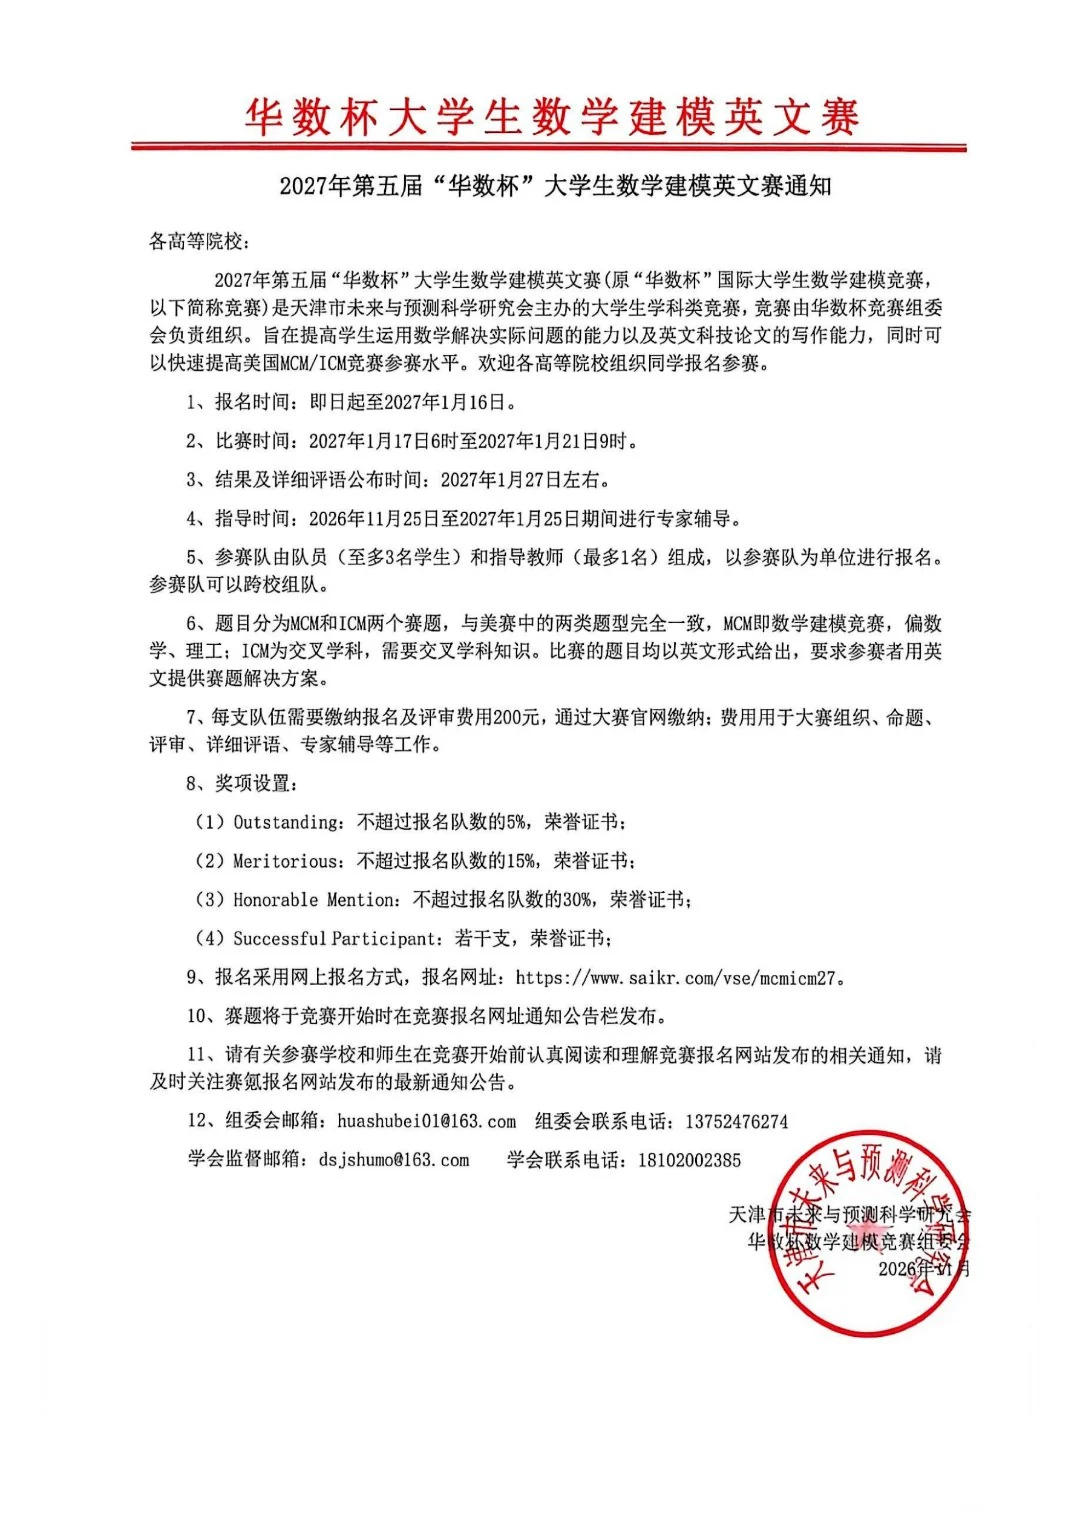 华数杯大学生数学建模英文赛
2027年第五届“华数杯”大学生数学建模英文赛通知
各高等院校：
2027年第五届“华数杯”大学生数学建模英文赛（原“华数杯”国际大学生数学建模竞赛，
以下简称竞赛）是天津市未来与预测科学研究会主办的大学生学科类竞赛，竞赛由华数杯竞赛组委
会负责组织。旨在提高学生运用数学解决实际问题的能力以及英文科技论文的写作能力，同时可
以快速提高美国MCM/ICM竞赛参赛水平。欢迎各高等院校组织同学报名参赛。
1、报名时间：即日起至2027年1月16日。
2、比赛时间：2027年1月17日6时至2027年1月21日9时。
3、结果及详细评语公布时间：2027年1月27日左右。
4、指导时间：2026年11月25日至2027年1月25日期间进行专家辅导。
5、参赛队由队员（至多3名学生）和指导教师（最多1名）组成，以参赛队为单位进行报名。
参赛队可以跨校组队。
6、题目分为MCM和ICM两个赛题，与美赛中的两类题型完全一致，MCM即数学建模竞赛，偏数
学、理工；ICM为交叉学科，需要交叉学科知识。比赛的题目均以英文形式给出，要求参赛者用英
文提供赛题解决方案。
7、每支队伍需要缴纳报名及评审费用200元，通过大赛官网缴纳；费用用于大赛组织、命题、
评审、详细评语、专家辅导等工作。
8、奖项设置：
（1）Outstanding：不超过报名队数的5%，荣誉证书；
（2）Meritorious：不超过报名队数的15%，荣誉证书；
（3）Honorable Mention：不超过报名队数的30%，荣誉证书；
（4）Successful Participant：若干支，荣誉证书；
9、报名采用网上报名方式，报名网址：https://www.saikr.com/vse/mcmicm27。
10、赛题将于竞赛开始时在竞赛报名网址通知公告栏发布。
11、请有关参赛学校和师生在竞赛开始前认真阅读和理解竞赛报名网站发布的相关通知，请
及时关注赛氪报名网站发布的最新通知公告。
12、组委会邮箱：huashubei01@163.com 组委会联系电话：13752476274
学会监督邮箱：dsjshumo@163.com 学会联系电话：18102002385
天津市未来与预测科学研究会
华数杯数学建模竞赛组委会
2026年11月
天津市未来与预测科学研究会